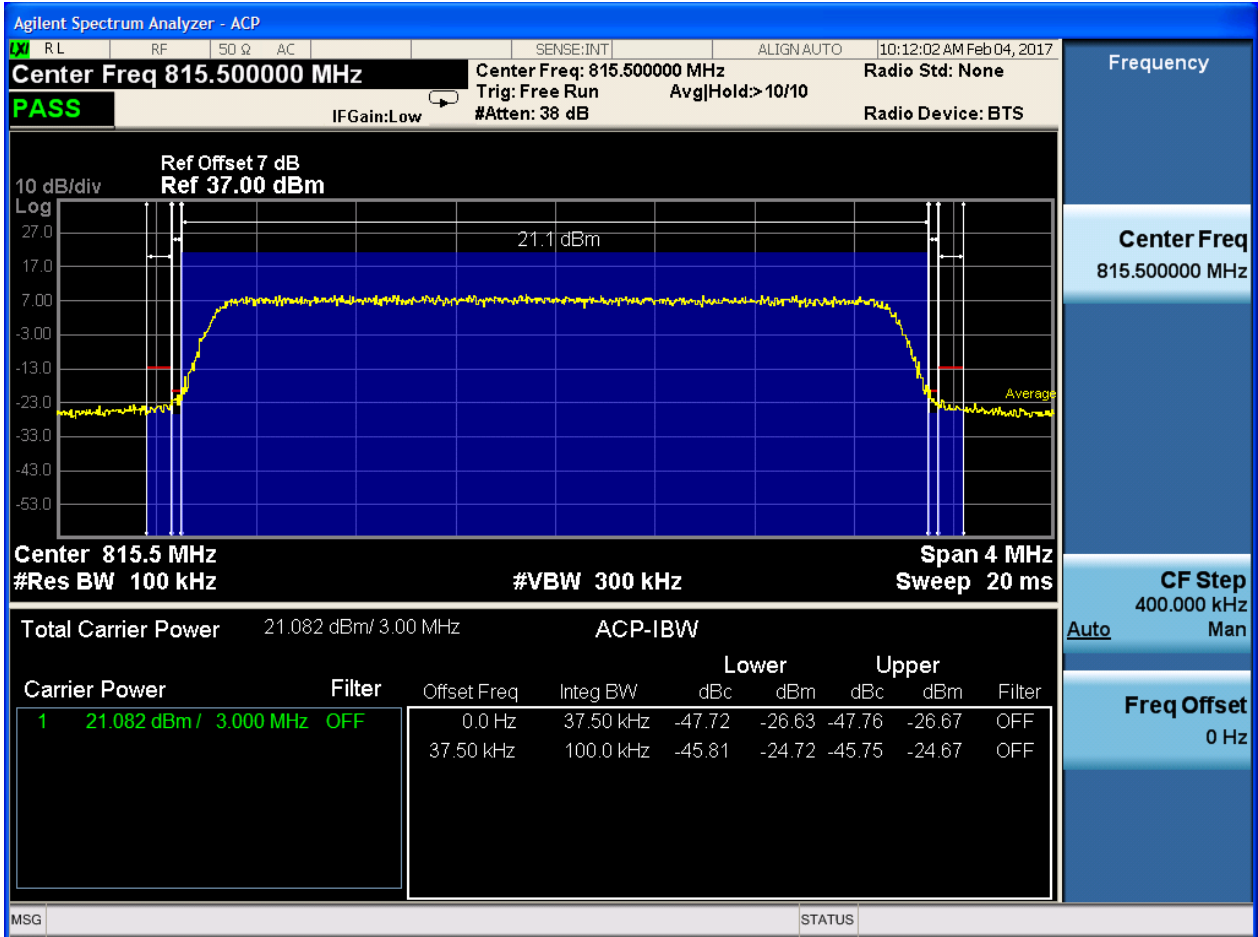 Agilent Spectrum Analyzer - ACP
LXI RL RF 50 Ω AC SENSE:INT ALIGN AUTO 10:12:02 AM Feb 04, 2017
Center Freq 815.500000 MHz
Center Freq: 815.500000 MHz
Radio Std: None
Trig: Free Run Avg|Hold:>10/10
PASS
IFGain:Low
#Atten: 38 dB
Radio Device: BTS
Ref Offset 7 dB
10 dB/div Ref 37.00 dBm
Log
27.0
21.1 dBm
17.0
7.00
-3.00
-13.0
-23.0
Average
-33.0
-43.0
-53.0
Center 815.5 MHz Span 4 MHz
#Res BW 100 kHz #VBW 300 kHz Sweep 20 ms
Total Carrier Power 21.082 dBm/ 3.00 MHz ACP-IBW
Lower Upper
Carrier Power Filter
Offset Freq Integ BW dBc dBm dBc dBm Filter
1 21.082 dBm / 3.000 MHz OFF
0.0 Hz 37.50 kHz -47.72 -26.63 -47.76 -26.67 OFF
37.50 kHz 100.0 kHz -45.81 -24.72 -45.75 -24.67 OFF
Frequency
Center Freq
815.500000 MHz
CF Step
400.000 kHz
Auto Man
Freq Offset
0 Hz
MSG STATUS